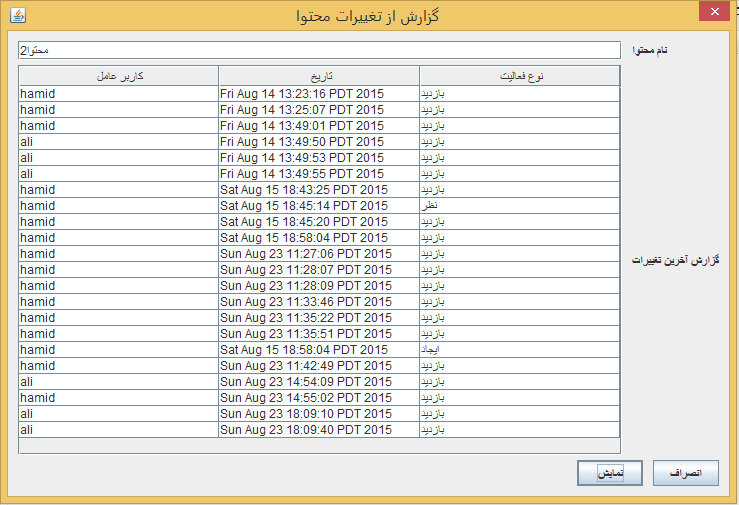 گزارش از تغییرات محتوا
نام محتوا
محتوا2
کاربر عامل تاریخ نوع فعالیت
hamid Fri Aug 14 13:23:16 PDT 2015 بازدید
hamid Fri Aug 14 13:25:07 PDT 2015 بازدید
hamid Fri Aug 14 13:49:01 PDT 2015 بازدید
ali Fri Aug 14 13:49:50 PDT 2015 بازدید
ali Fri Aug 14 13:49:53 PDT 2015 بازدید
ali Fri Aug 14 13:49:55 PDT 2015 بازدید
hamid Sat Aug 15 18:43:25 PDT 2015 بازدید
hamid Sat Aug 15 18:45:14 PDT 2015 نظر
hamid Sat Aug 15 18:45:20 PDT 2015 بازدید
hamid Sat Aug 15 18:58:04 PDT 2015 بازدید
hamid Sun Aug 23 11:27:06 PDT 2015 بازدید
hamid Sun Aug 23 11:28:07 PDT 2015 بازدید
hamid Sun Aug 23 11:28:09 PDT 2015 بازدید
hamid Sun Aug 23 11:33:46 PDT 2015 بازدید
hamid Sun Aug 23 11:35:22 PDT 2015 بازدید
hamid Sun Aug 23 11:35:51 PDT 2015 بازدید
hamid Sat Aug 15 18:58:04 PDT 2015 ایجاد
hamid Sun Aug 23 11:42:49 PDT 2015 بازدید
ali Sun Aug 23 14:54:09 PDT 2015 بازدید
hamid Sun Aug 23 14:55:02 PDT 2015 بازدید
ali Sun Aug 23 18:09:10 PDT 2015 بازدید
ali Sun Aug 23 18:09:40 PDT 2015 بازدید
گزارش آخرین تغییرات
انصراف
نمایش